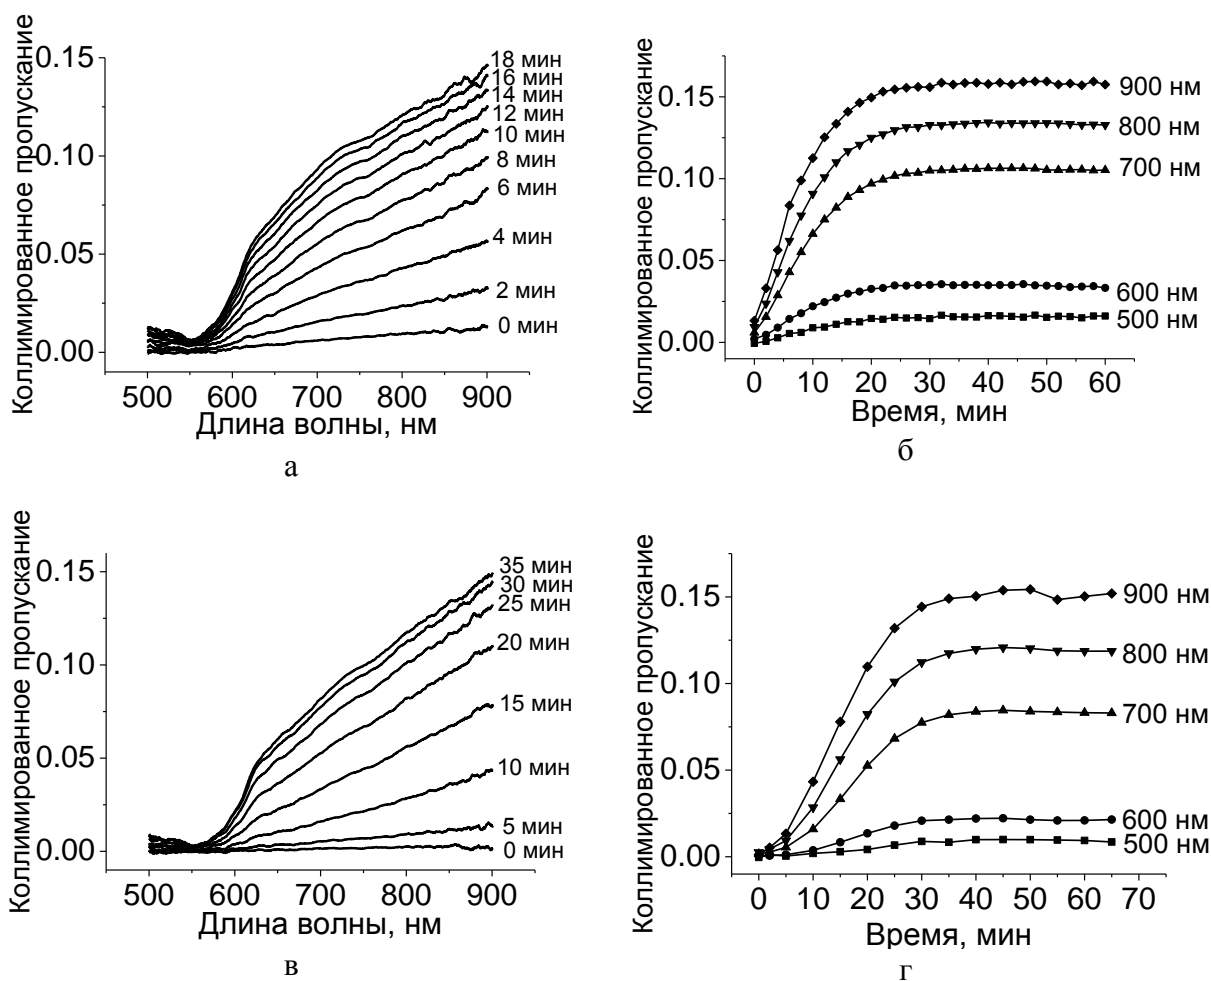 Коллимированное пропускание
0.15
0.10
0.05
0.00
18 мин
16 мин
14 мин
12 мин
10 мин
8 мин
6 мин
4 мин
2 мин
0 мин
500 600 700 800 900
Длина волны, нм
а
Коллимированное пропускание
0.15
0.10
0.05
0.00
900 нм
800 нм
700 нм
600 нм
500 нм
0 10 20 30 40 50 60
Время, мин
б
Коллимированное пропускание
0.15
0.10
0.05
0.00
35 мин
30 мин
25 мин
20 мин
15 мин
10 мин
5 мин
0 мин
500 600 700 800 900
Длина волны, нм
в
Коллимированное пропускание
0.15
0.10
0.05
0.00
900 нм
800 нм
700 нм
600 нм
500 нм
0 10 20 30 40 50 60 70
Время, мин
г